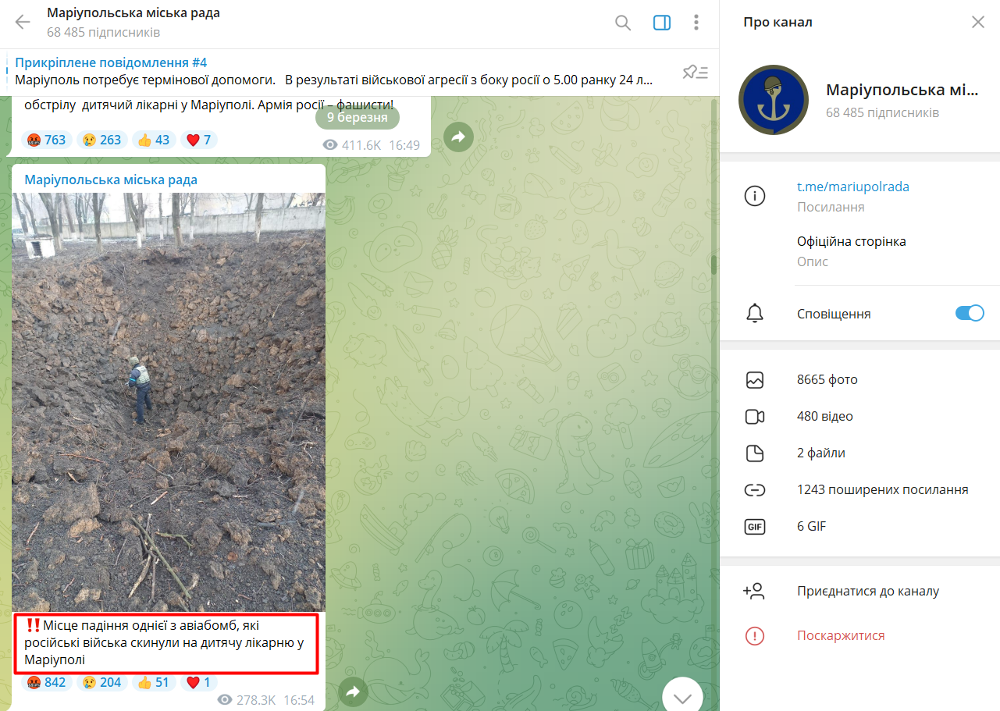 Маріупольська міська рада
68 485 підписників
Прикріплене повідомлення #4
Маріуполь потребує термінової допомоги. В результаті військової агресії з боку росії о 5.00 ранку 24 л...
обстрілу дитячий лікарні у Маріуполі. Армія росії – фашисти!
9 березня
763 263 43 7
411.6K 16:49
Маріупольська міська рада
‼️Місце падіння однієї з авіабомб, які
російські війська скинули на дитячу лікарню у
Маріуполі
842 204 51 1
278.3K 16:54
Про канал
Маріупольська мі...
68 485 підписників
t.me/mariupolrada
Посилання
Офіційна сторінка
Опис
Сповіщення
8665 фото
480 відео
2 файли
1243 поширених посилання
GIF 6 GIF
Приєднатися до каналу
Поскаржитися